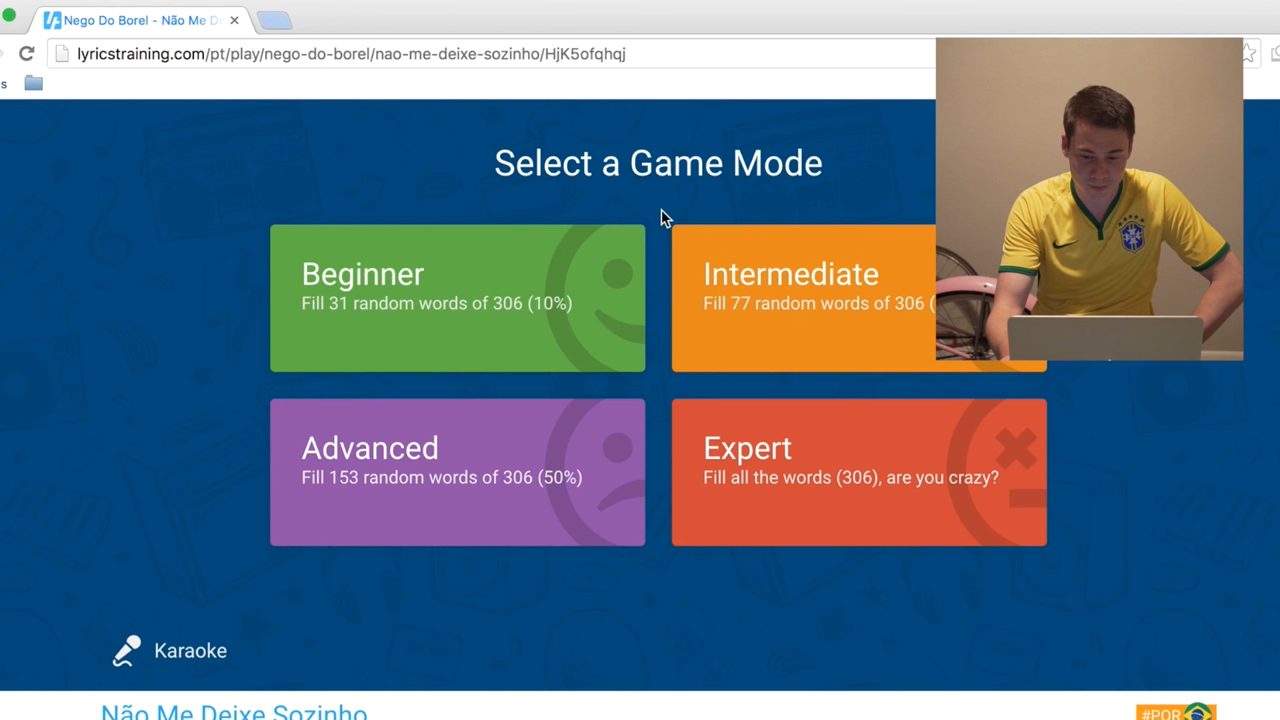 Nego Do Borel - Não Me D
lyricstraining.com/pt/play/nego-do-borel/nao-me-deixe-sozinho/HjK5ofqhqj
s
Select a Game Mode
Beginner
Fill 31 random words of 306 (10%)
Intermediate
Fill 77 random words of 306 (
Advanced
Fill 153 random words of 306 (50%)
Expert
Fill all the words (306), are you crazy?
Karaoke
Não Me Deixe Sozinho
#POR